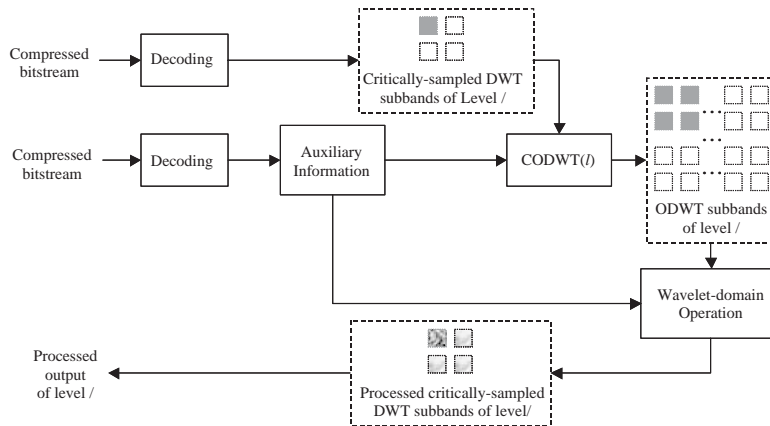 Compressed
bitstream
Decoding
Critically-sampled DWT
subbands of Level /
Compressed
bitstream
Decoding
Auxiliary
Information
CODWT(l)
ODWT subbands
of level /
Wavelet-domain
Operation
Processed critically-sampled
DWT subbands of level/
Processed
output
of level /